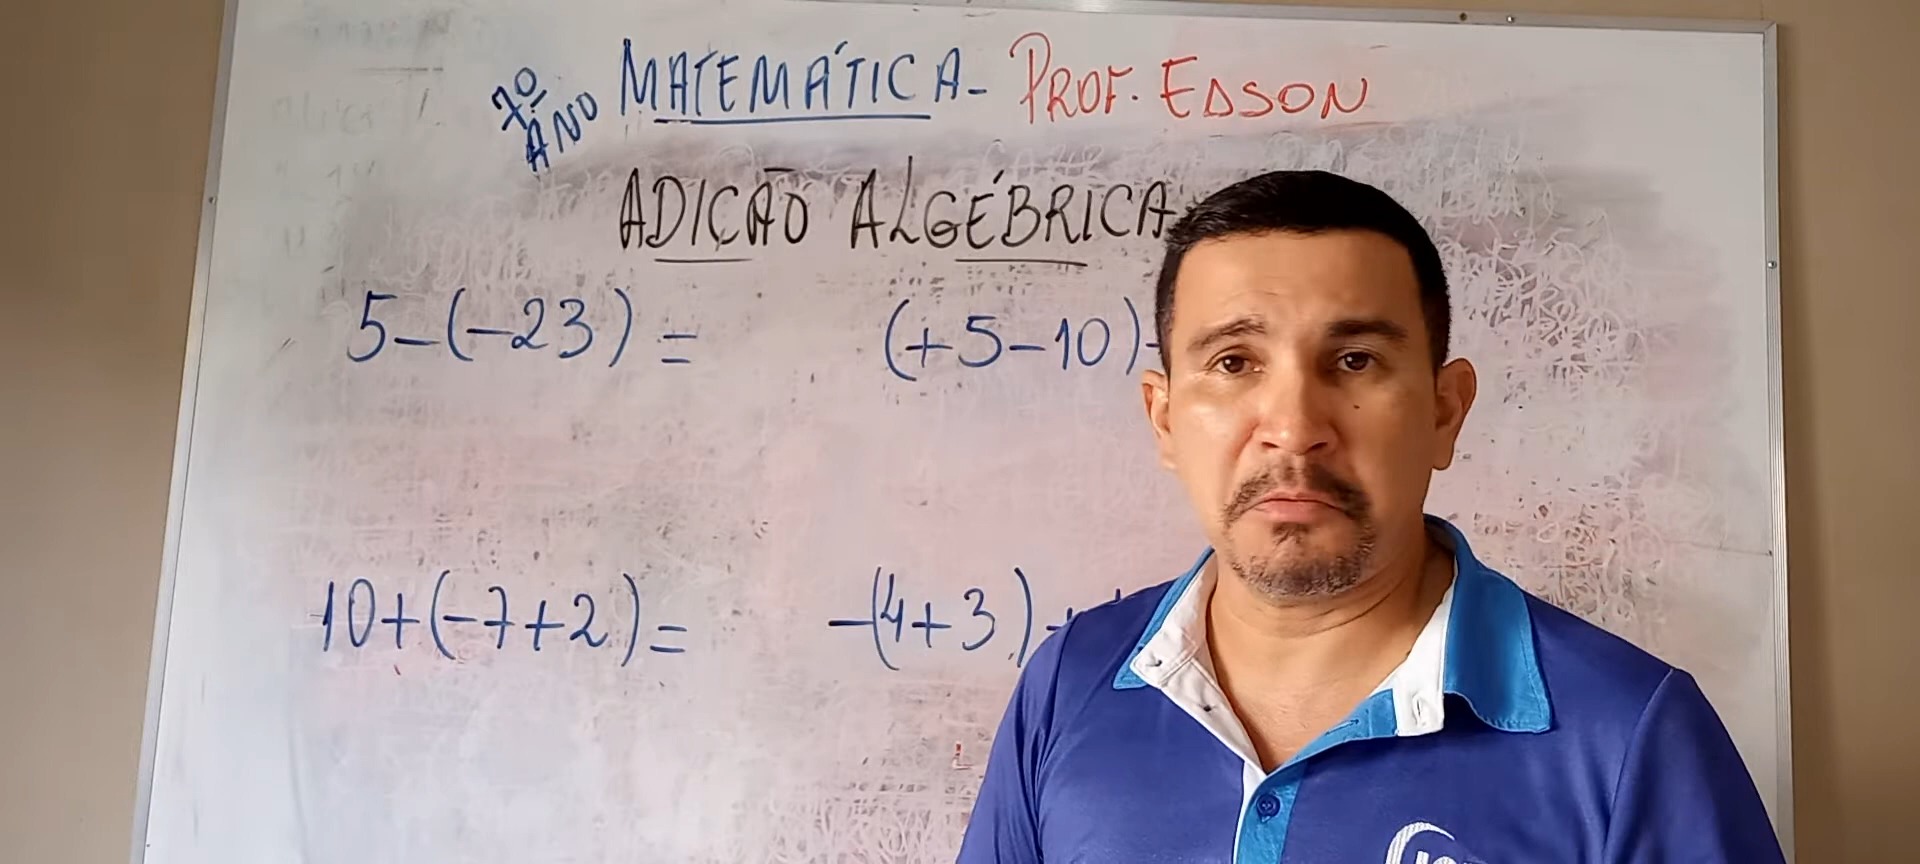 7º ANO
MATEMÁTICA - PROF. EDSON
ADIÇÃO ALGÉBRICA
5-(-23)=
(+5-10)
10+(-7+2)=
-(4+3)+